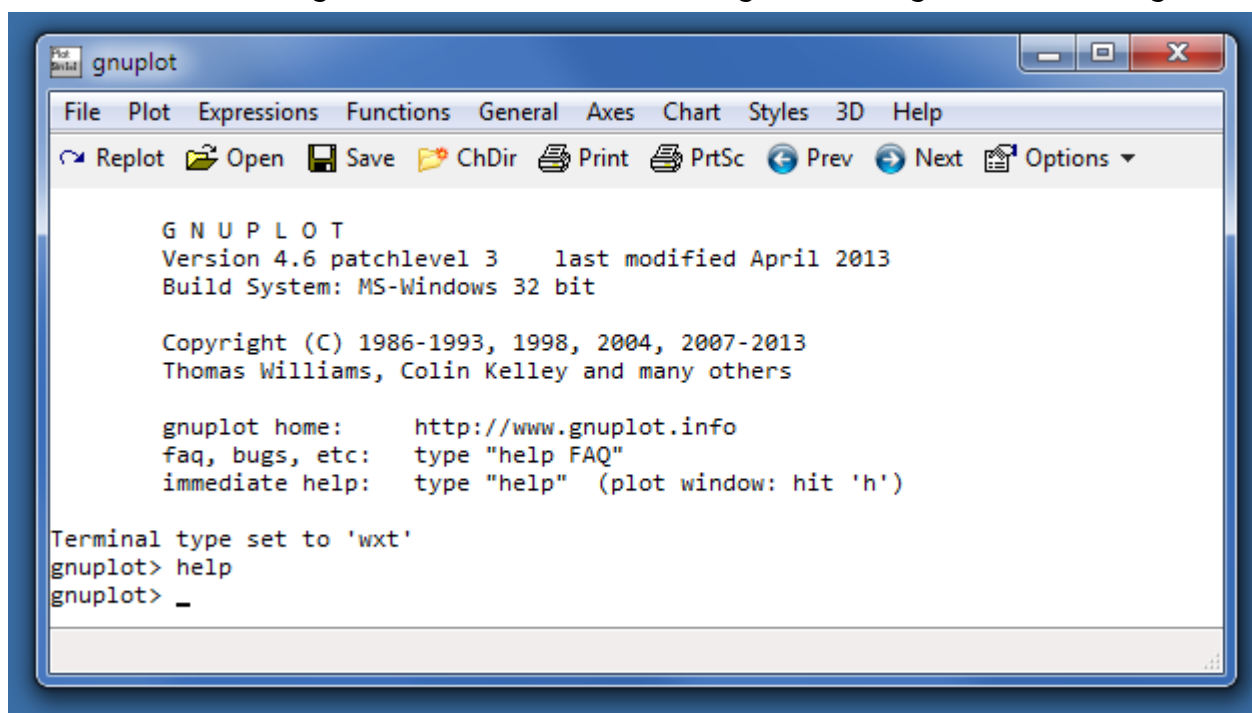 gnuplot
File Plot Expressions Functions General Axes Chart Styles 3D Help
Replot Open Save ChDir Print PrtSc Prev Next Options
G N U P L O T
Version 4.6 patchlevel 3    last modified April 2013
Build System: MS-Windows 32 bit
Copyright (C) 1986-1993, 1998, 2004, 2007-2013
Thomas Williams, Colin Kelley and many others
gnuplot home:     http://www.gnuplot.info
faq, bugs, etc:   type "help FAQ"
immediate help:   type "help"  (plot window: hit 'h')
Terminal type set to 'wxt'
gnuplot> help
gnuplot> _